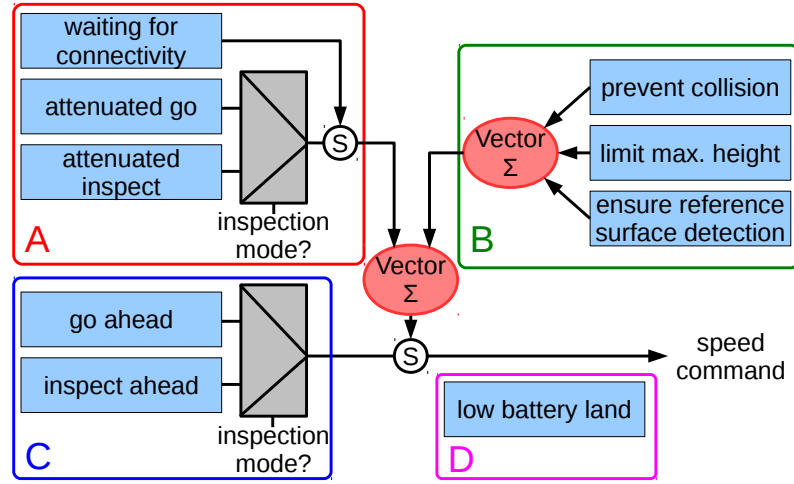 waiting for
connectivity
attenuated go
attenuated
inspect
inspection
mode?
A
S
Vector
Σ
prevent collision
limit max. height
ensure reference
surface detection
B
Vector
Σ
go ahead
inspect ahead
inspection
mode?
C
S
speed
command
low battery land
D